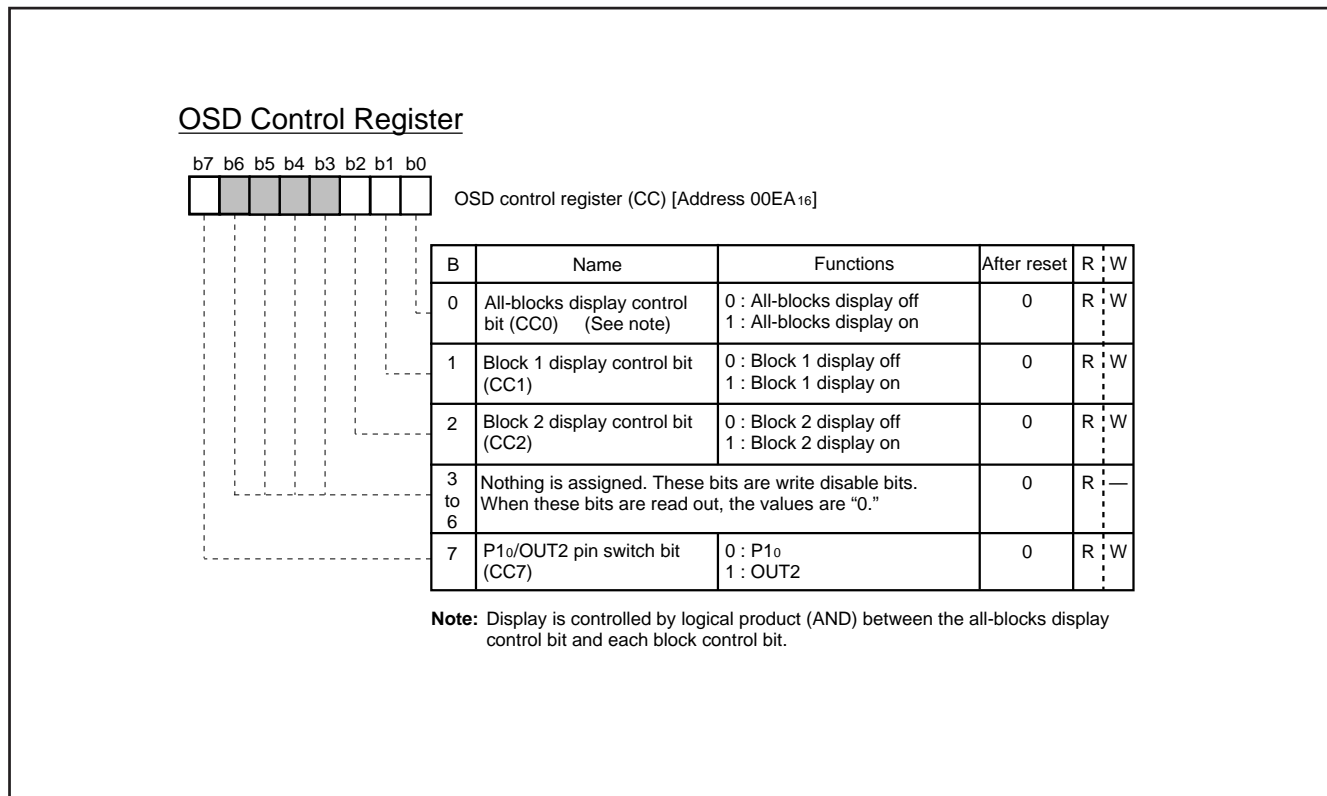 OSD Control Register
b7 b6 b5 b4 b3 b2 b1 b0
OSD control register (CC) [Address 00EA16]
B Name Functions After reset R W
0 All-blocks display control bit (CC0) (See note) 0 : All-blocks display off 0 R W
1 : All-blocks display on
1 Block 1 display control bit (CC1) 0 : Block 1 display off 0 R W
1 : Block 1 display on
2 Block 2 display control bit (CC2) 0 : Block 2 display off 0 R W
1 : Block 2 display on
3 to 6 Nothing is assigned. These bits are write disable bits. 0 R —
When these bits are read out, the values are “0.”
7 P10/OUT2 pin switch bit (CC7) 0 : P10 0 R W
1 : OUT2
Note: Display is controlled by logical product (AND) between the all-blocks display
control bit and each block control bit.